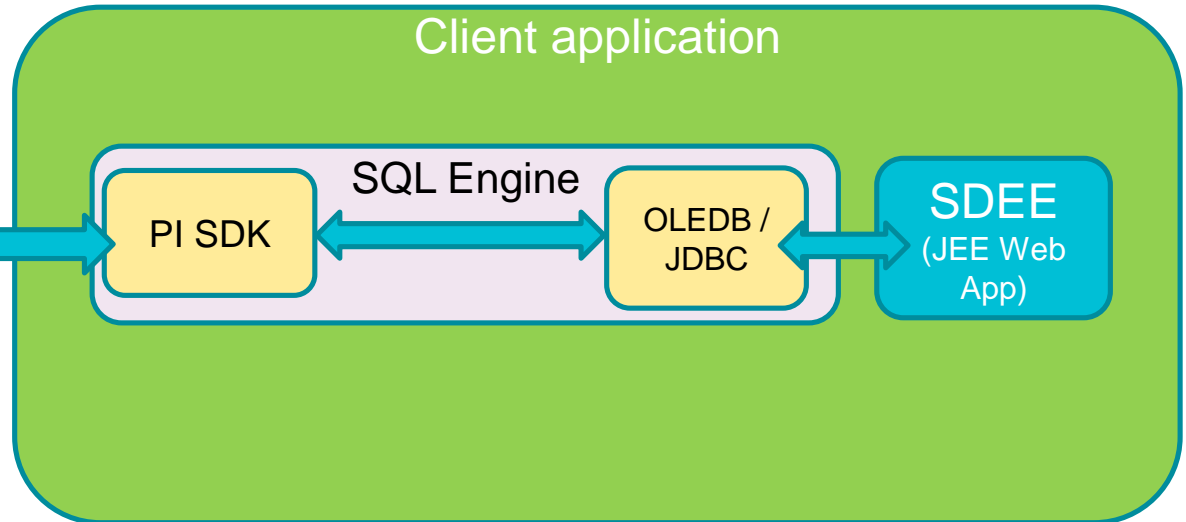 Client application
SQL Engine
PI SDK
OLEDB /
JDBC
SDEE
(JEE Web
App)